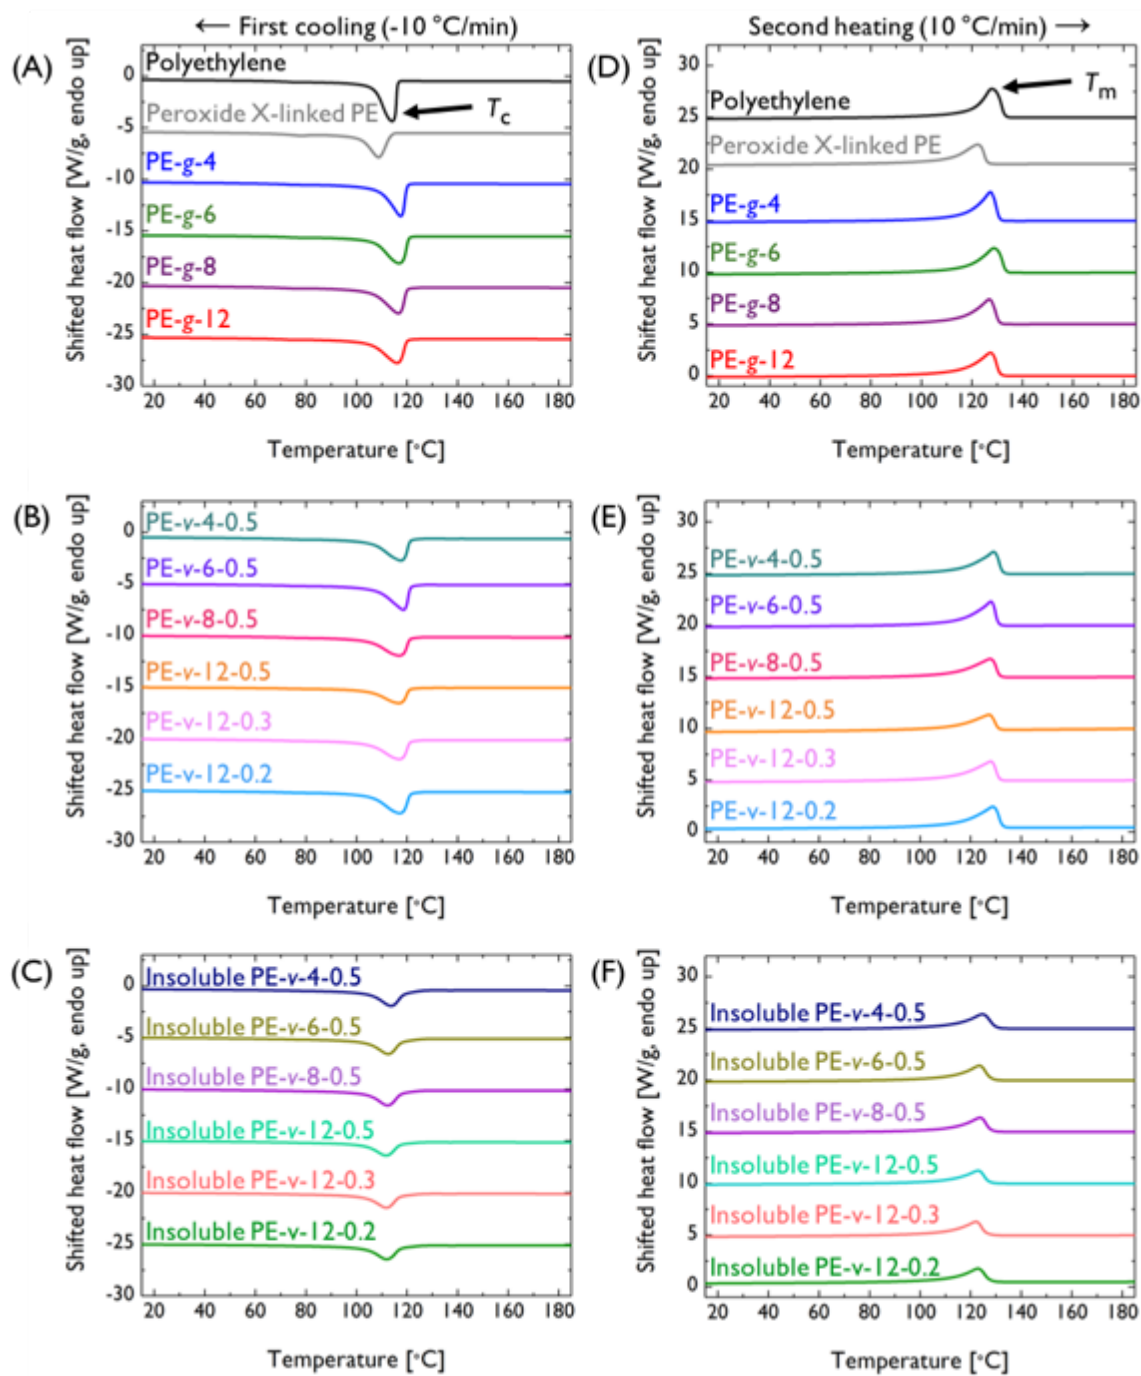 ← First cooling (-10 °C/min)
Second heating (10 °C/min) →
(A)
Shifted heat flow [W/g, endo up]
0
-5
-10
-15
-20
-25
-30
Polyethylene
Tc
Peroxide X-linked PE
PE-g-4
PE-g-6
PE-g-8
PE-g-12
20 40 60 80 100 120 140 160 180
Temperature [°C]
(D)
Shifted heat flow [W/g, endo up]
30
25
20
15
10
5
0
Tm
Polyethylene
Peroxide X-linked PE
PE-g-4
PE-g-6
PE-g-8
PE-g-12
20 40 60 80 100 120 140 160 180
Temperature [°C]
(B)
Shifted heat flow [W/g, endo up]
0
-5
-10
-15
-20
-25
-30
PE-v-4-0.5
PE-v-6-0.5
PE-v-8-0.5
PE-v-12-0.5
PE-v-12-0.3
PE-v-12-0.2
20 40 60 80 100 120 140 160 180
Temperature [°C]
(E)
Shifted heat flow [W/g, endo up]
30
25
20
15
10
5
0
PE-v-4-0.5
PE-v-6-0.5
PE-v-8-0.5
PE-v-12-0.5
PE-v-12-0.3
PE-v-12-0.2
20 40 60 80 100 120 140 160 180
Temperature [°C]
(C)
Shifted heat flow [W/g, endo up]
0
-5
-10
-15
-20
-25
-30
Insoluble PE-v-4-0.5
Insoluble PE-v-6-0.5
Insoluble PE-v-8-0.5
Insoluble PE-v-12-0.5
Insoluble PE-v-12-0.3
Insoluble PE-v-12-0.2
20 40 60 80 100 120 140 160 180
Temperature [°C]
(F)
Shifted heat flow [W/g, endo up]
30
25
20
15
10
5
0
Insoluble PE-v-4-0.5
Insoluble PE-v-6-0.5
Insoluble PE-v-8-0.5
Insoluble PE-v-12-0.5
Insoluble PE-v-12-0.3
Insoluble PE-v-12-0.2
20 40 60 80 100 120 140 160 180
Temperature [°C]